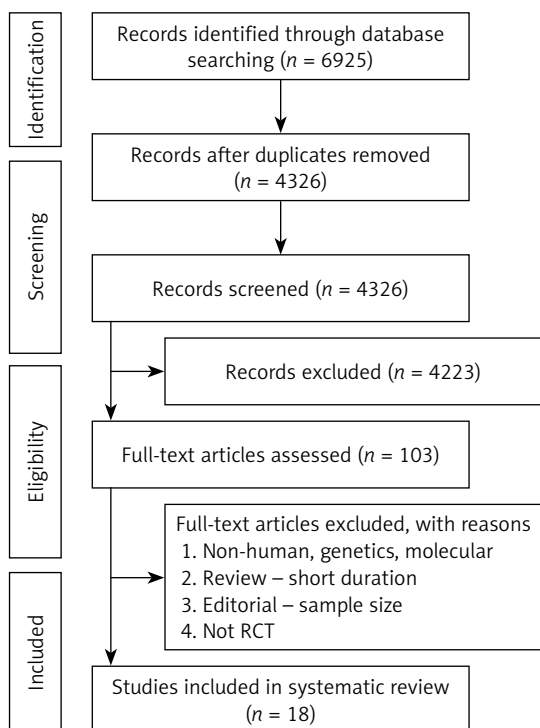 Identification
Records identified through database
searching (n = 6925)
Records after duplicates removed
(n = 4326)
Screening
Records screened (n = 4326)
Records excluded (n = 4223)
Eligibility
Full-text articles assessed (n = 103)
Full-text articles excluded, with reasons
1. Non-human, genetics, molecular
2. Review – short duration
3. Editorial – sample size
4. Not RCT
Included
Studies included in systematic review
(n = 18)